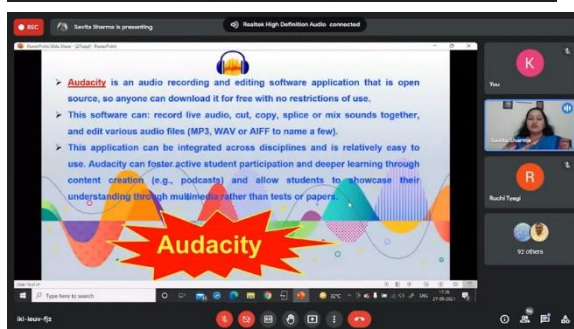 REC
Savita Sharma is presenting
Realtek High Definition Audio connected
➢ Audacity is an audio recording and editing software application that is open
source, so anyone can download it for free with no restrictions of use.
➢ This software can: record live audio, cut, copy, splice or mix sounds together,
and edit various audio files (MP3, WAV or AIFF to name a few).
➢ This application can be integrated across disciplines and is relatively easy to
use. Audacity can foster active student participation and deeper learning through
content creation (e.g., podcasts) and allow students to showcase their
understanding through multimedia rather than tests or papers.
Audacity
K
You
Savita Sharma
R
Ruchi Tyagi
92 others
Type here to search
32°C
ENG
17:28
27-09-2021